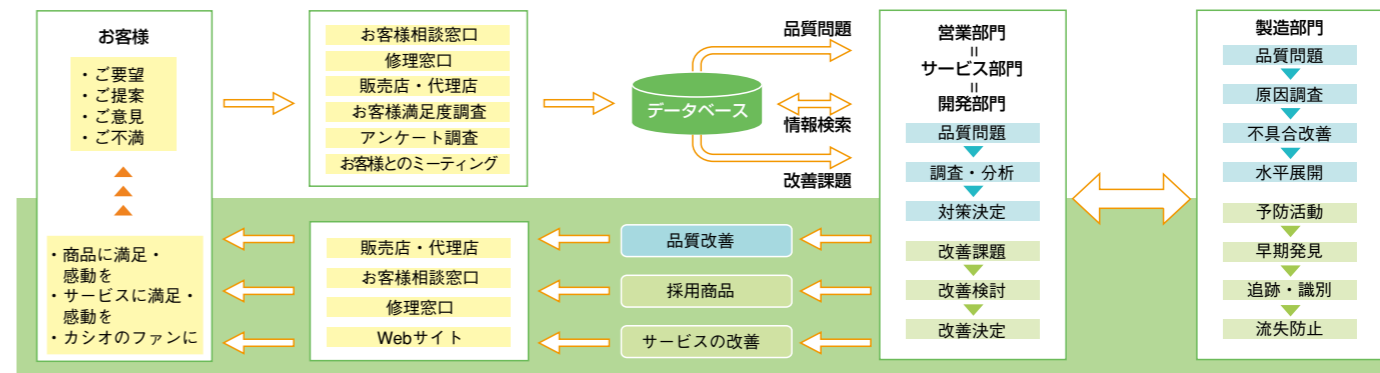 お客様
・ご要望
・ご提案
・ご意見
・ご不満
・商品に満足・
感動を
・サービスに満足・
感動を
・カシオのファンに
お客様相談窓口
修理窓口
販売店・代理店
お客様満足度調査
アンケート調査
お客様とのミーティング
販売店・代理店
お客様相談窓口
修理窓口
Webサイト
データベース
品質問題
情報検索
改善課題
品質改善
採用商品
サービスの改善
営業部門
=
サービス部門
=
開発部門
品質問題
調査・分析
対策決定
改善課題
改善検討
改善決定
製造部門
品質問題
原因調査
不具合改善
水平展開
予防活動
早期発見
追跡・識別
流失防止